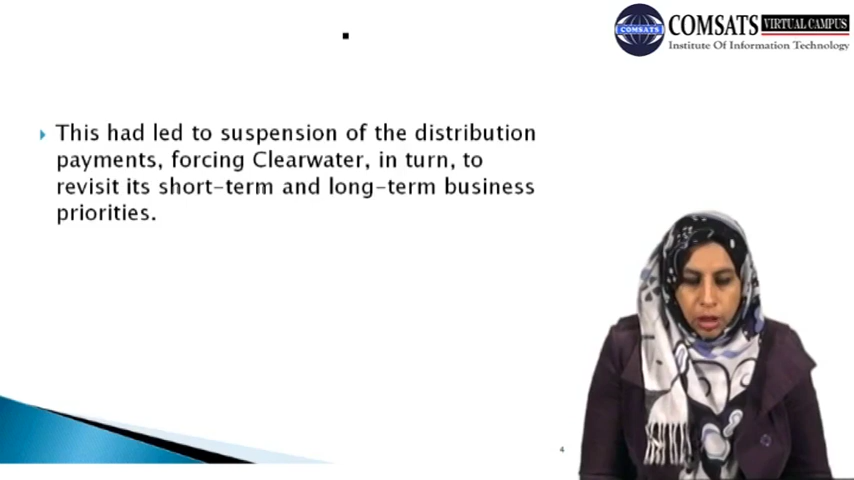 COMSATS VIRTUAL CAMPUS
COMSATS
Institute Of Information Technology
This had led to suspension of the distribution
payments, forcing Clearwater, in turn, to
revisit its short-term and long-term business
priorities.
4